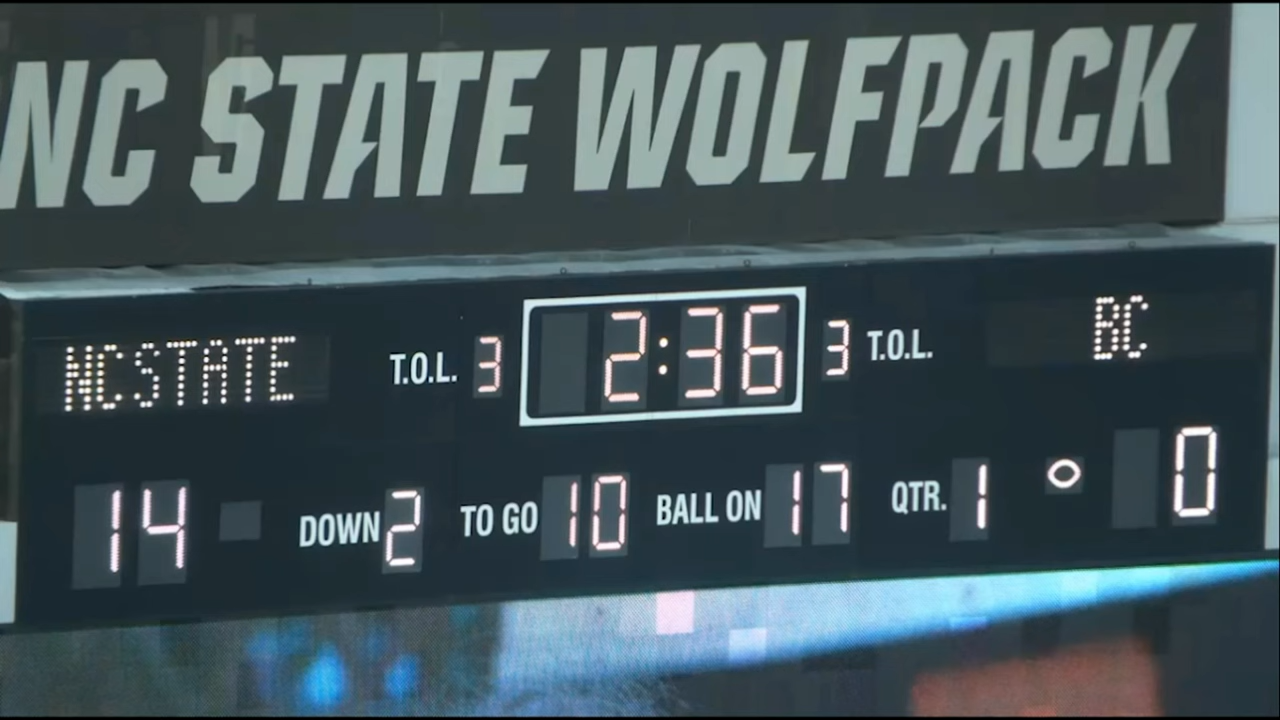 NC STATE WOLFPACK
NCSTATE T.O.L. 3 2:36 3 T.O.L. BC
14 DOWN 2 TO GO 10 BALL ON 17 QTR. 1 0